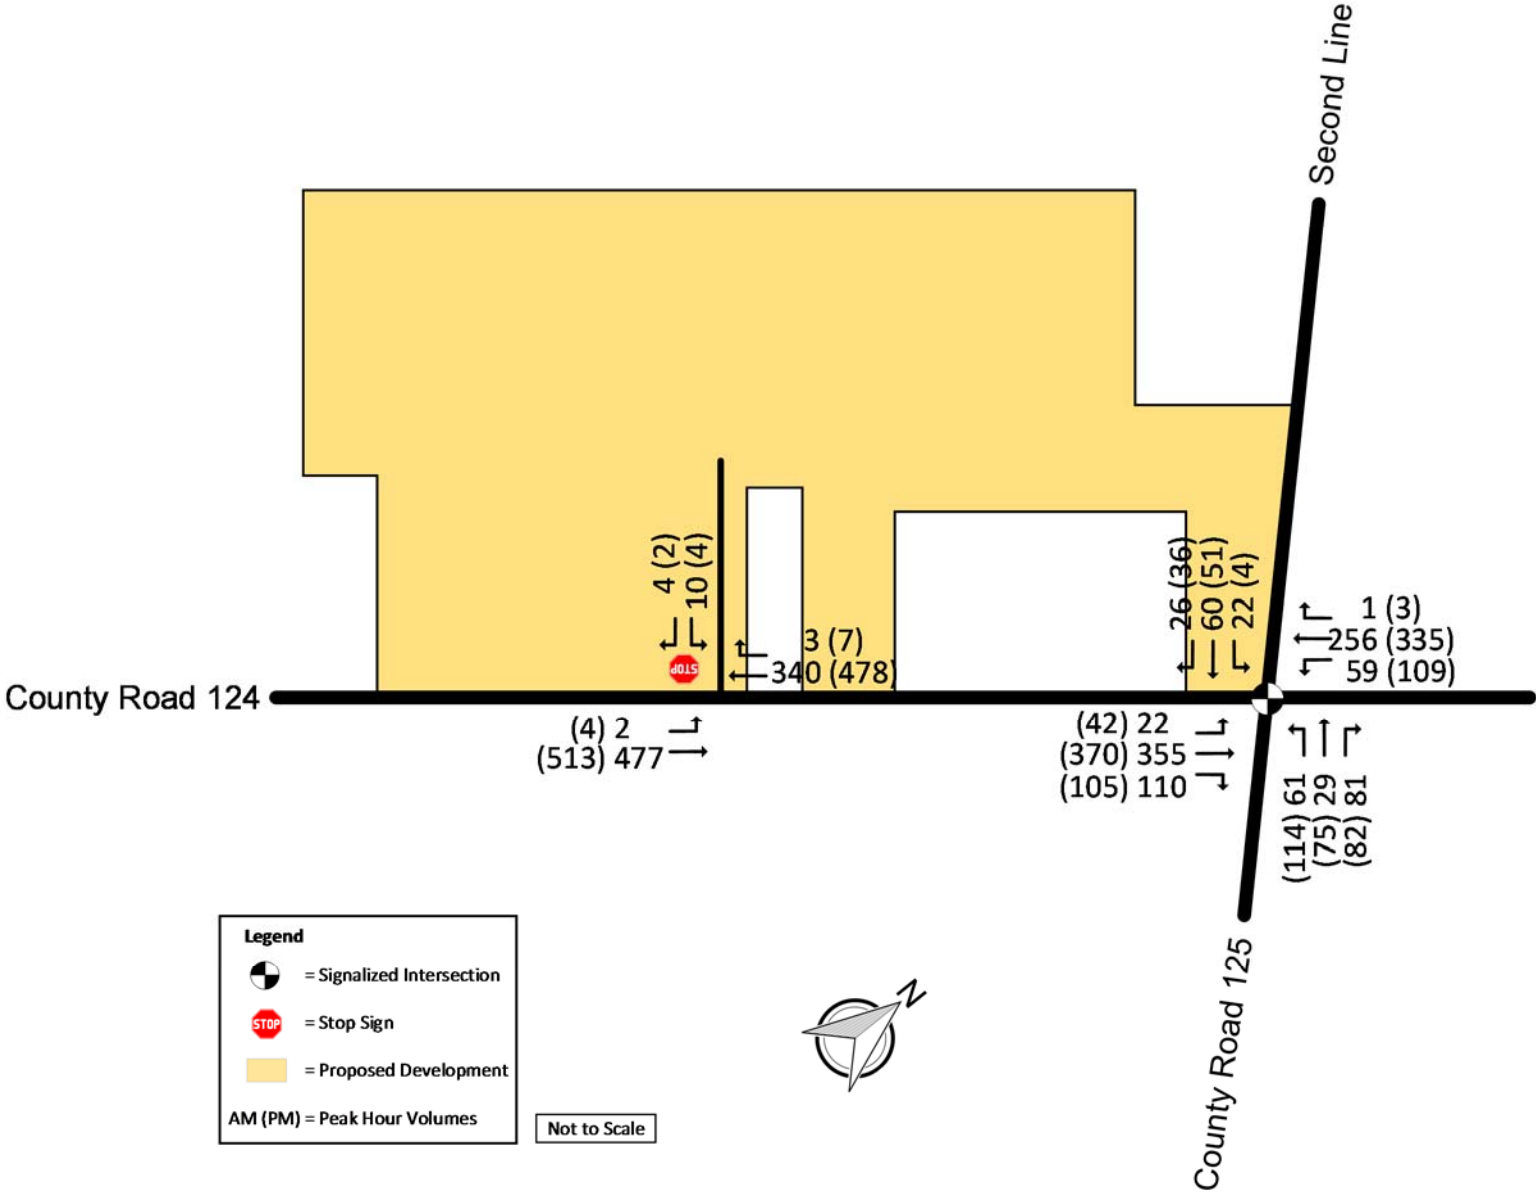 Second Line
4 (2)
10 (4)
26 (36)
60 (51)
22 (4)
1 (3)
256 (335)
59 (109)
3 (7)
340 (478)
STOP
County Road 124
(4) 2
(513) 477
(42) 22
(370) 355
(105) 110
(114) 61
(75) 29
(82) 81
County Road 125
Legend
= Signalized Intersection
STOP = Stop Sign
= Proposed Development
AM (PM) = Peak Hour Volumes
Not to Scale
N